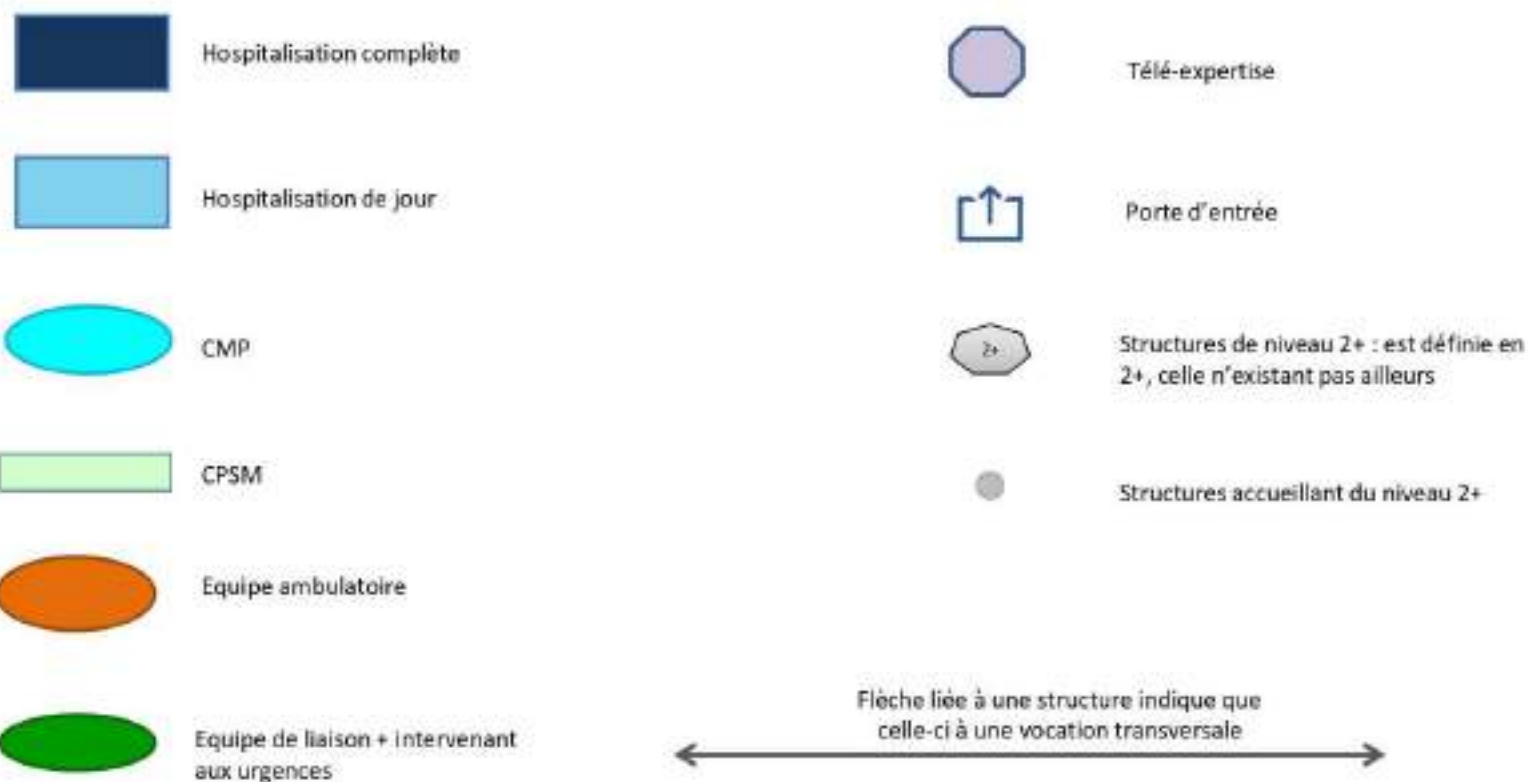 Hospitalisation complète
Hospitalisation de jour
CMP
CPSM
Equipe ambulatoire
Equipe de liaison + intervenant
aux urgences
Télé-expertise
Porte d'entrée
2+
Structures de niveau 2+ : est définie en
2+, celle n'existant pas ailleurs
Structures accueillant du niveau 2+
Flèche liée à une structure indique que
celle-ci à une vocation transversale